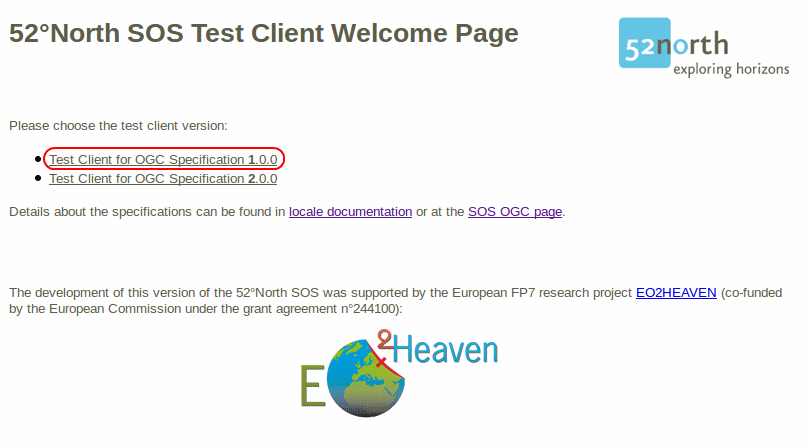 52°North SOS Test Client Welcome Page
52north
exploring horizons
Please choose the test client version:
Test Client for OGC Specification 1.0.0
Test Client for OGC Specification 2.0.0
Details about the specifications can be found in locale documentation or at the SOS OGC page.
The development of this version of the 52°North SOS was supported by the European FP7 research project EO2HEAVEN (co-funded
by the European Commission under the grant agreement n°244100):
EO2Heaven